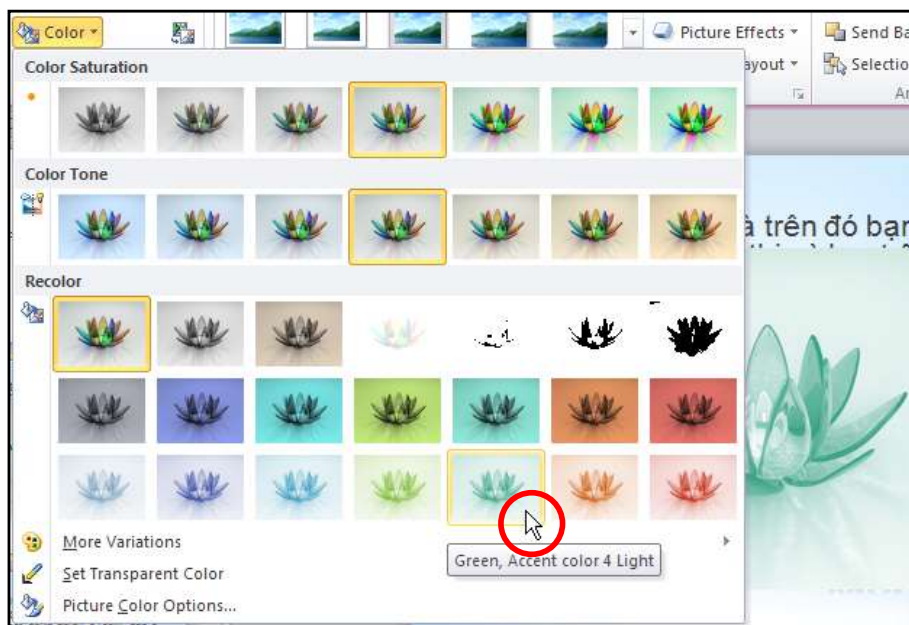 Color
Picture Effects
Send Ba
Color Saturation
ayout
Selectio
Ar
Color Tone
à trên đó bạn
Recolor
More Variations
Green, Accent color 4 Light
Set Transparent Color
Picture Color Options...